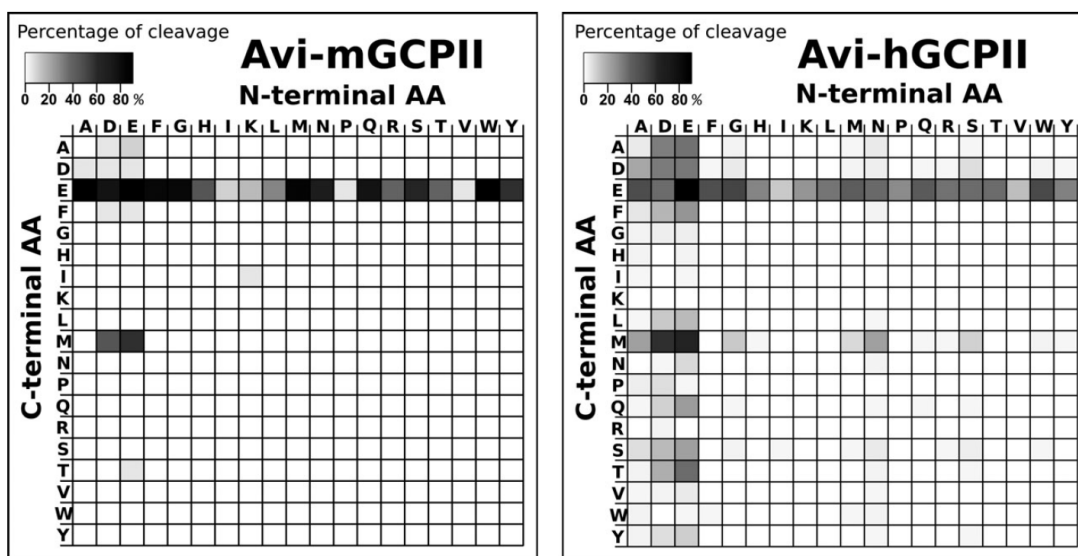 Percentage of cleavage
0 20 40 60 80 %
Avi-mGCPII
N-terminal AA
A D E F G H I K L M N P Q R S T V W Y
C-terminal AA
A
D
E
F
G
H
I
K
L
M
N
P
Q
R
S
T
V
W
Y
Percentage of cleavage
0 20 40 60 80 %
Avi-hGCPII
N-terminal AA
A D E F G H I K L M N P Q R S T V W Y
C-terminal AA
A
D
E
F
G
H
I
K
L
M
N
P
Q
R
S
T
V
W
Y